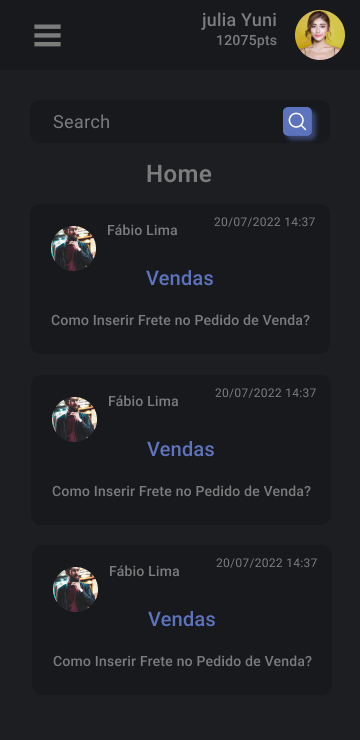 julia Yuni
12075pts
Search
Home
Fábio Lima
20/07/2022 14:37
Vendas
Como Inserir Frete no Pedido de Venda?
Fábio Lima
20/07/2022 14:37
Vendas
Como Inserir Frete no Pedido de Venda?
Fábio Lima
20/07/2022 14:37
Vendas
Como Inserir Frete no Pedido de Venda?